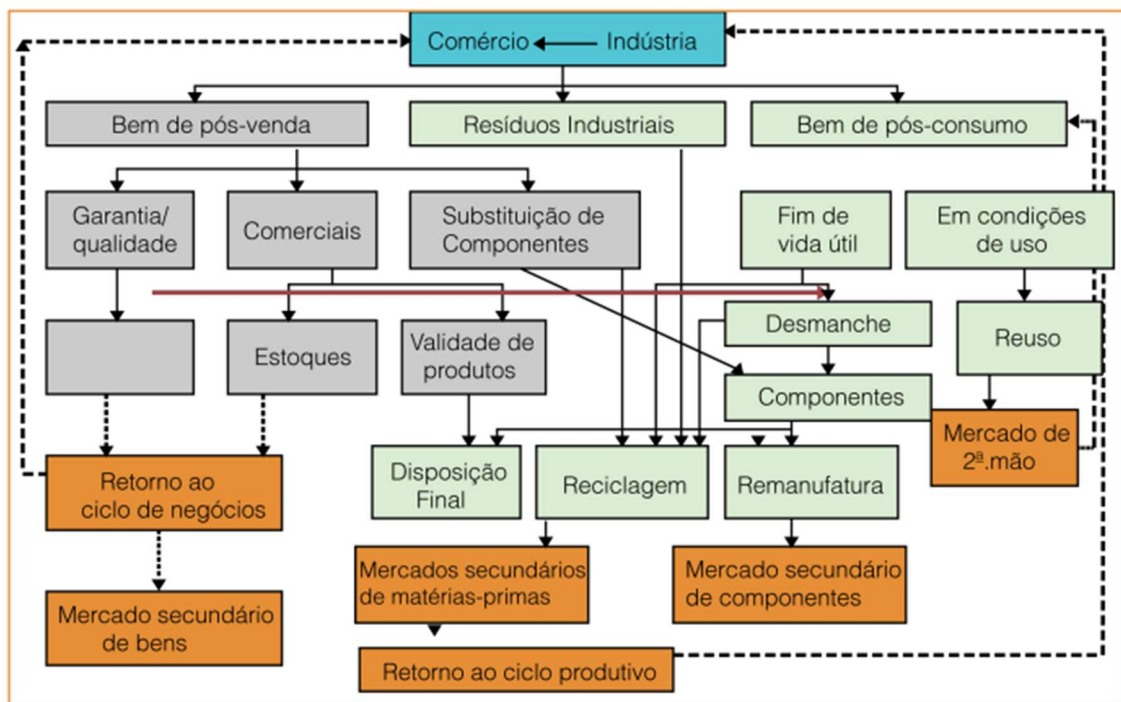 Comércio Indústria
Bem de pós-venda
Resíduos Industriais
Bem de pós-consumo
Garantia/
qualidade
Comerciais
Substituição de
Componentes
Fim de
vida útil
Em condições
de uso
Estoques
Validade de
produtos
Desmanche
Reuso
Componentes
Disposição
Final
Reciclagem
Remanufatura
Mercado de
2ª.mão
Retorno ao
ciclo de negócios
Mercados secundários
de matérias-primas
Mercado secundário
de componentes
Mercado secundário
de bens
Retorno ao ciclo produtivo